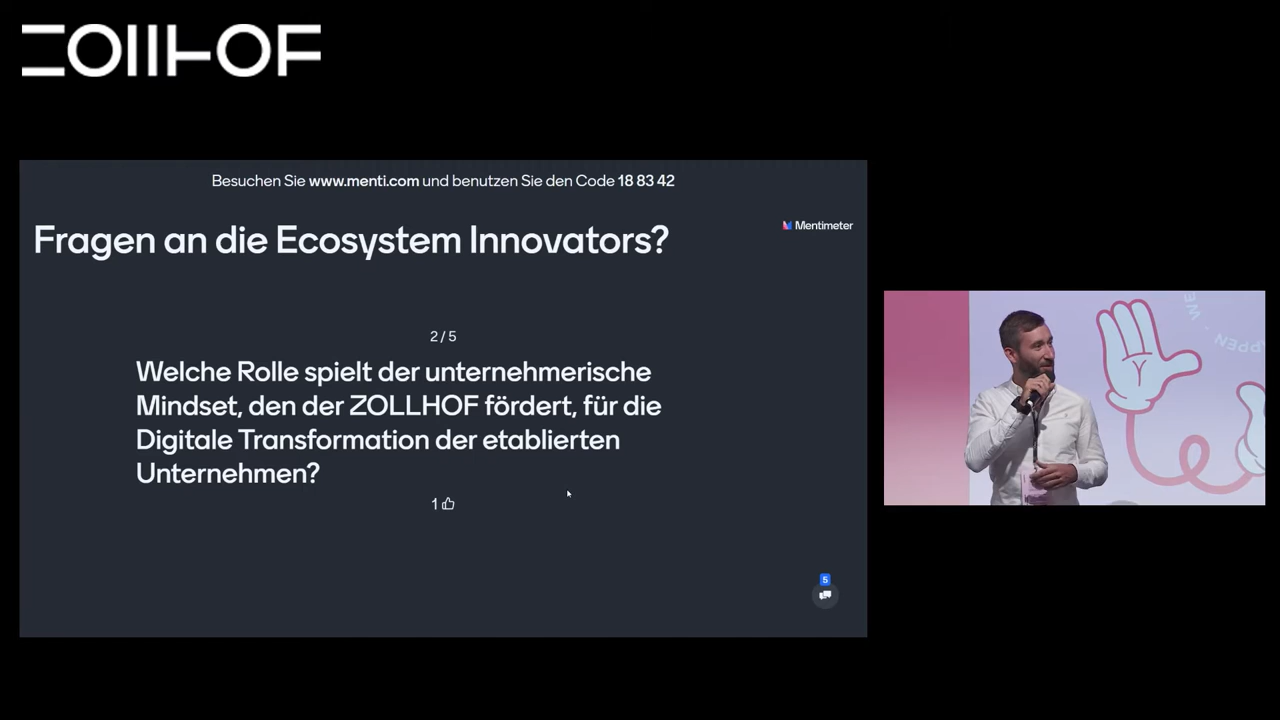 ZOLLHOF
Besuchen Sie www.menti.com und benutzen Sie den Code 18 83 42
Fragen an die Ecosystem Innovators?
Mentimeter
2/5
Welche Rolle spielt der unternehmerische
Mindset, den der ZOLLHOF fördert, für die
Digitale Transformation der etablierten
Unternehmen?
1
5